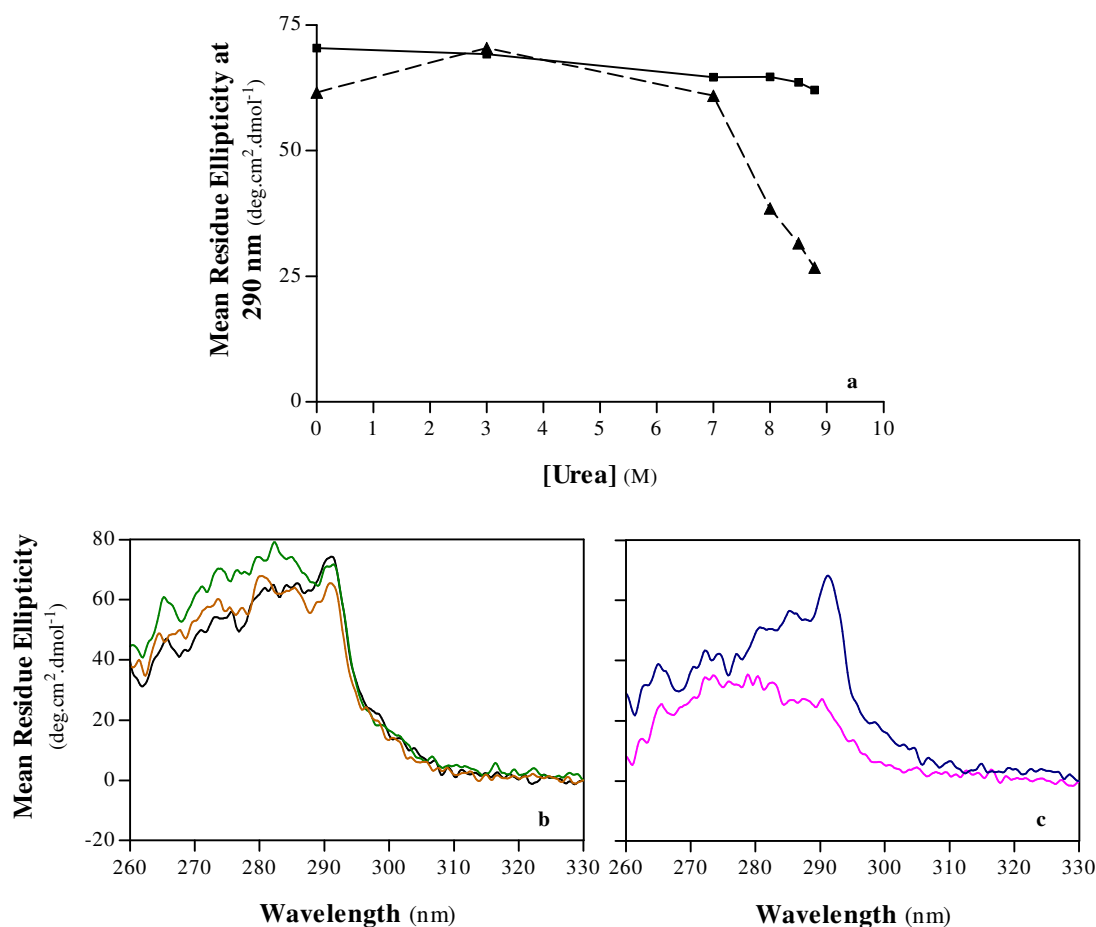 75
50
25
0
Mean Residue Ellipticity at
290 nm (deg.cm².dmol⁻¹)
a
0 1 2 3 4 5 6 7 8 9 10
[Urea] (M)
80
60
40
20
0
-20
Mean Residue Ellipticity
(deg.cm².dmol⁻¹)
b
c
260 270 280 290 300 310 320 330
260 270 280 290 300 310 320 330
Wavelength (nm)
Wavelength (nm)